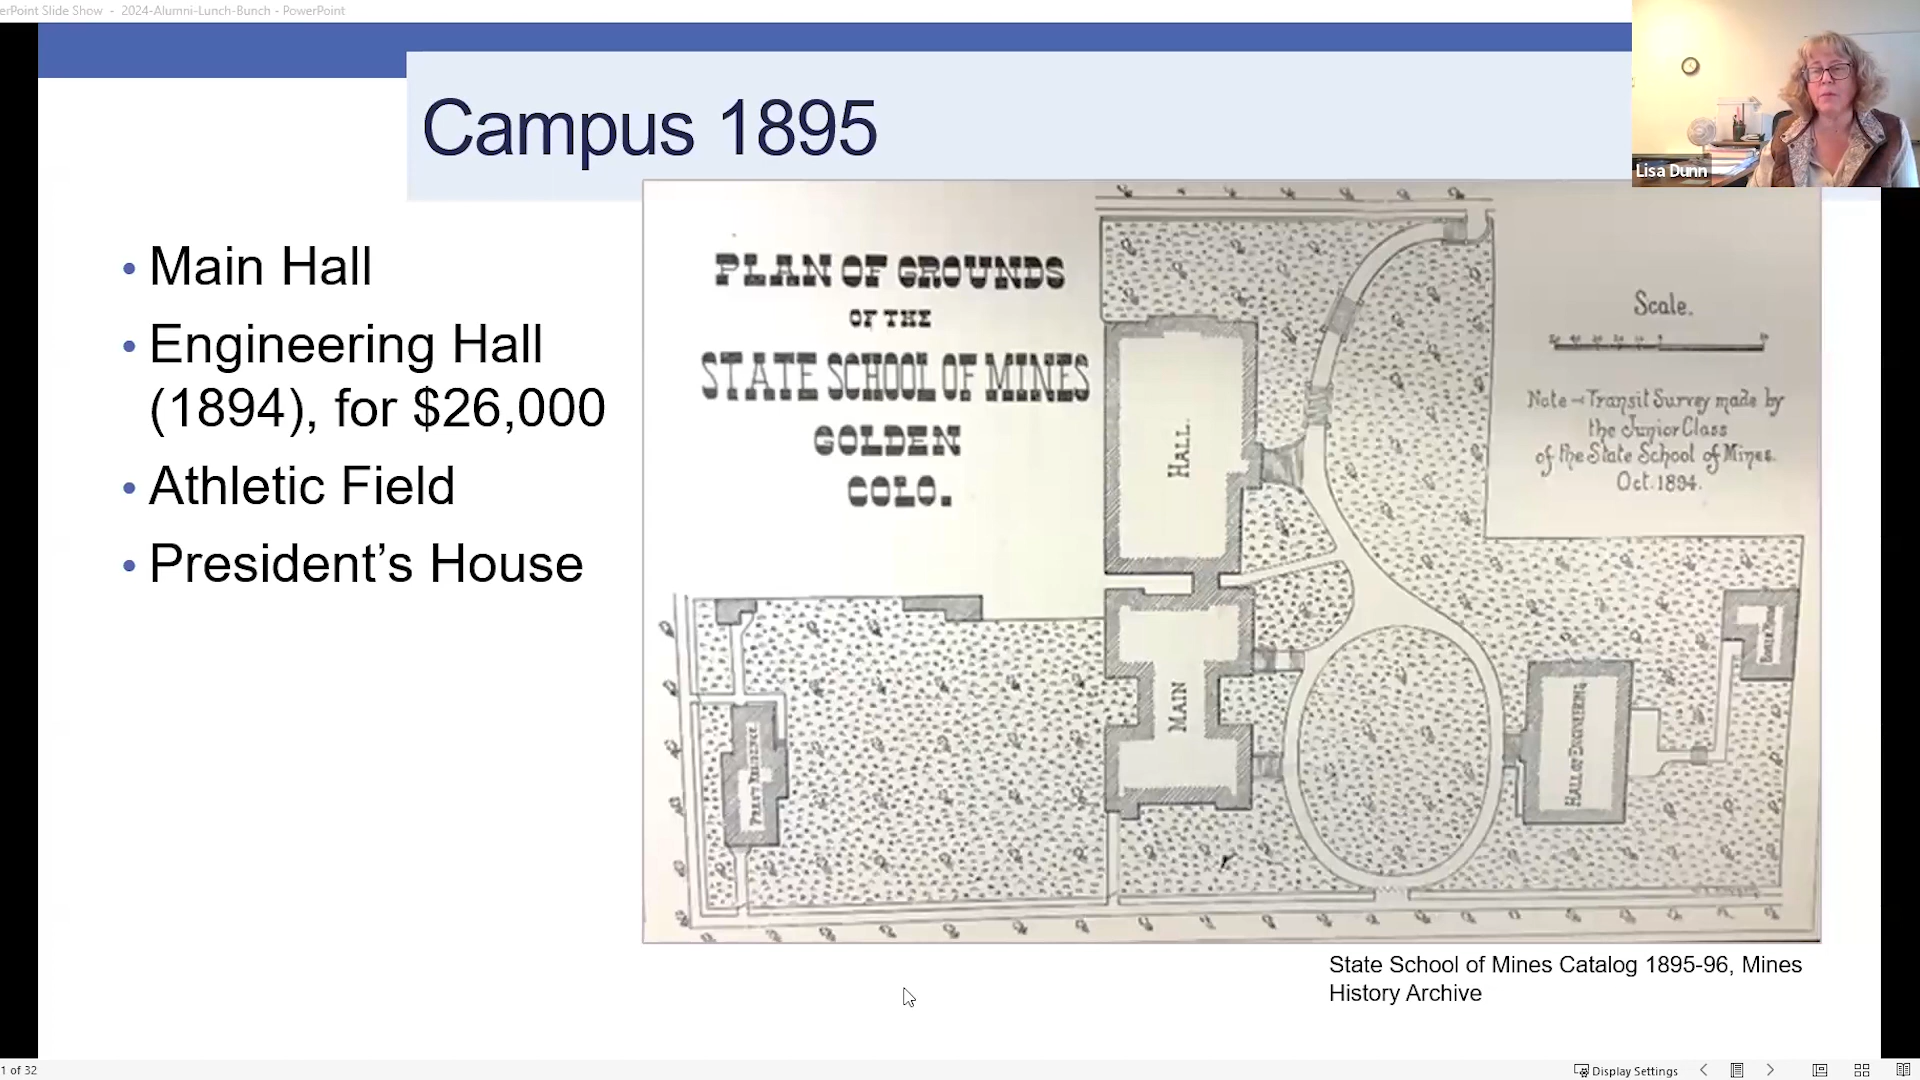 erPoint Slide Show - 2024-Alumni-Lunch-Bunch - PowerPoint
Campus 1895
Lisa Dunn
• Main Hall
• Engineering Hall
(1894), for $26,000
• Athletic Field
• President’s House
PLAN OF GROUNDS
OF THE
STATE SCHOOL OF MINES
GOLDEN
COLO.
Scale.
Note - Transit Survey made by
the Junior Class
of the State School of Mines.
Oct. 1894.
HALL.
MAIN
HALL OF ENGINEERING
PREST RESIDENCE
State School of Mines Catalog 1895-96, Mines
History Archive
1 of 32
Display Settings